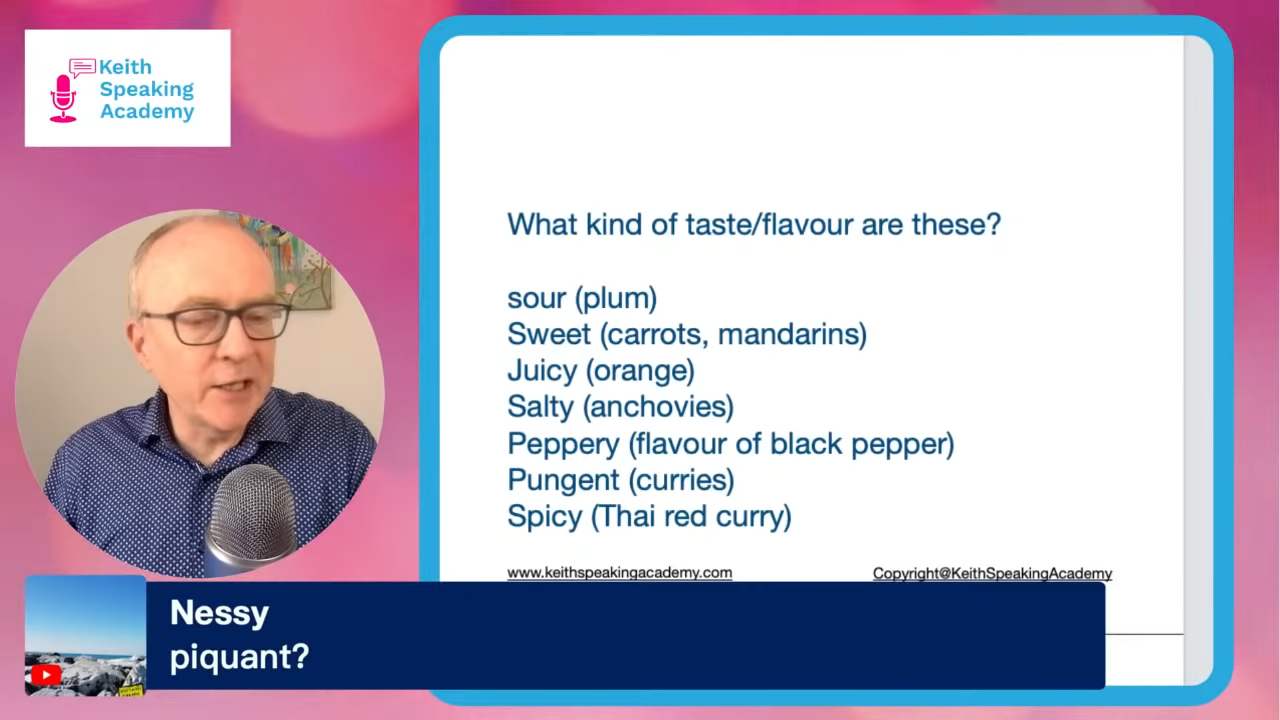 Keith
Speaking
Academy
What kind of taste/flavour are these?
sour (plum)
Sweet (carrots, mandarins)
Juicy (orange)
Salty (anchovies)
Peppery (flavour of black pepper)
Pungent (curries)
Spicy (Thai red curry)
www.keithspeakingacademy.com
Copyright@KeithSpeakingAcademy
Nessy
piquant?